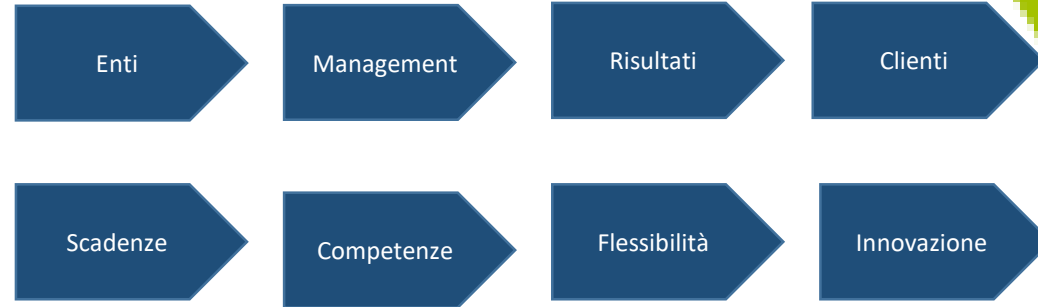 Enti
Management
Risultati
Clienti
Scadenze
Competenze
Flessibilità
Innovazione